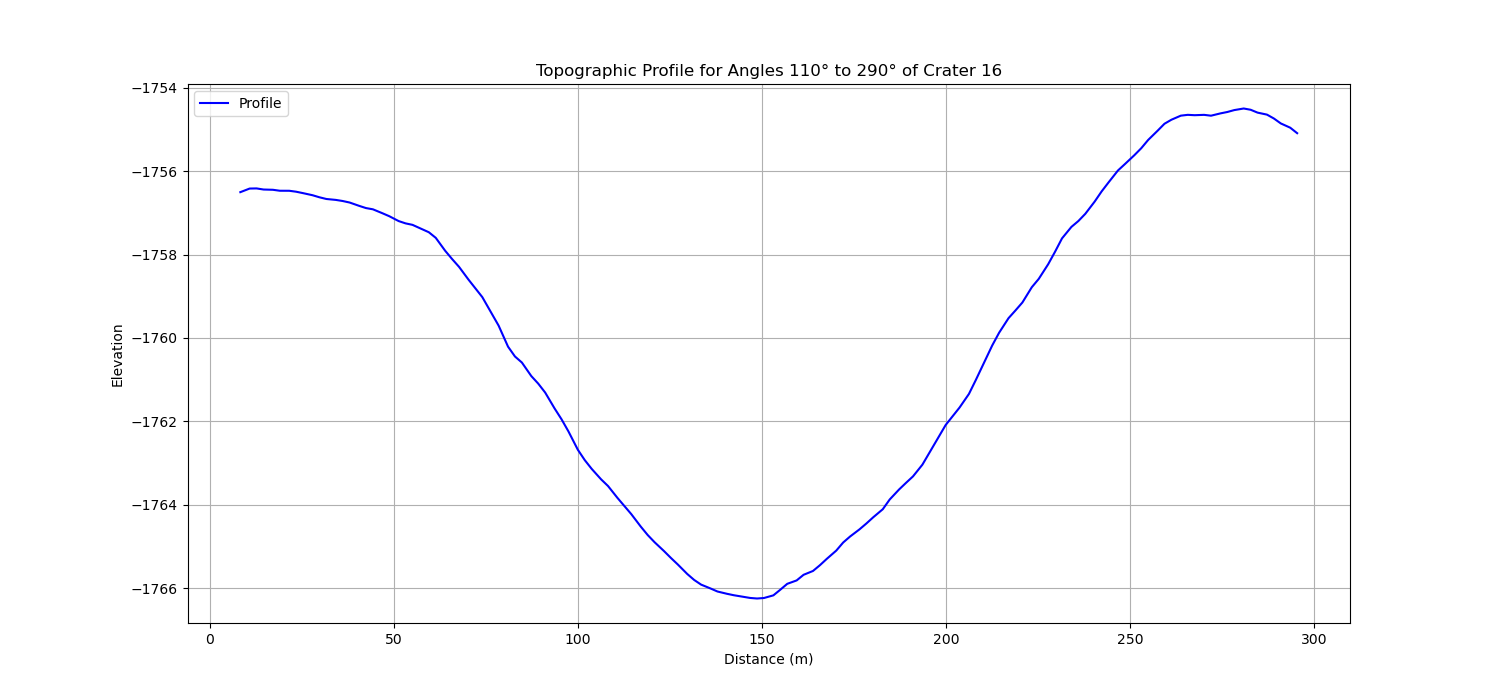 Topographic Profile for Angles 110° to 290° of Crater 16
Profile
−1754
−1756
−1758
−1760
−1762
−1764
−1766
Elevation
0 50 100 150 200 250 300
Distance (m)